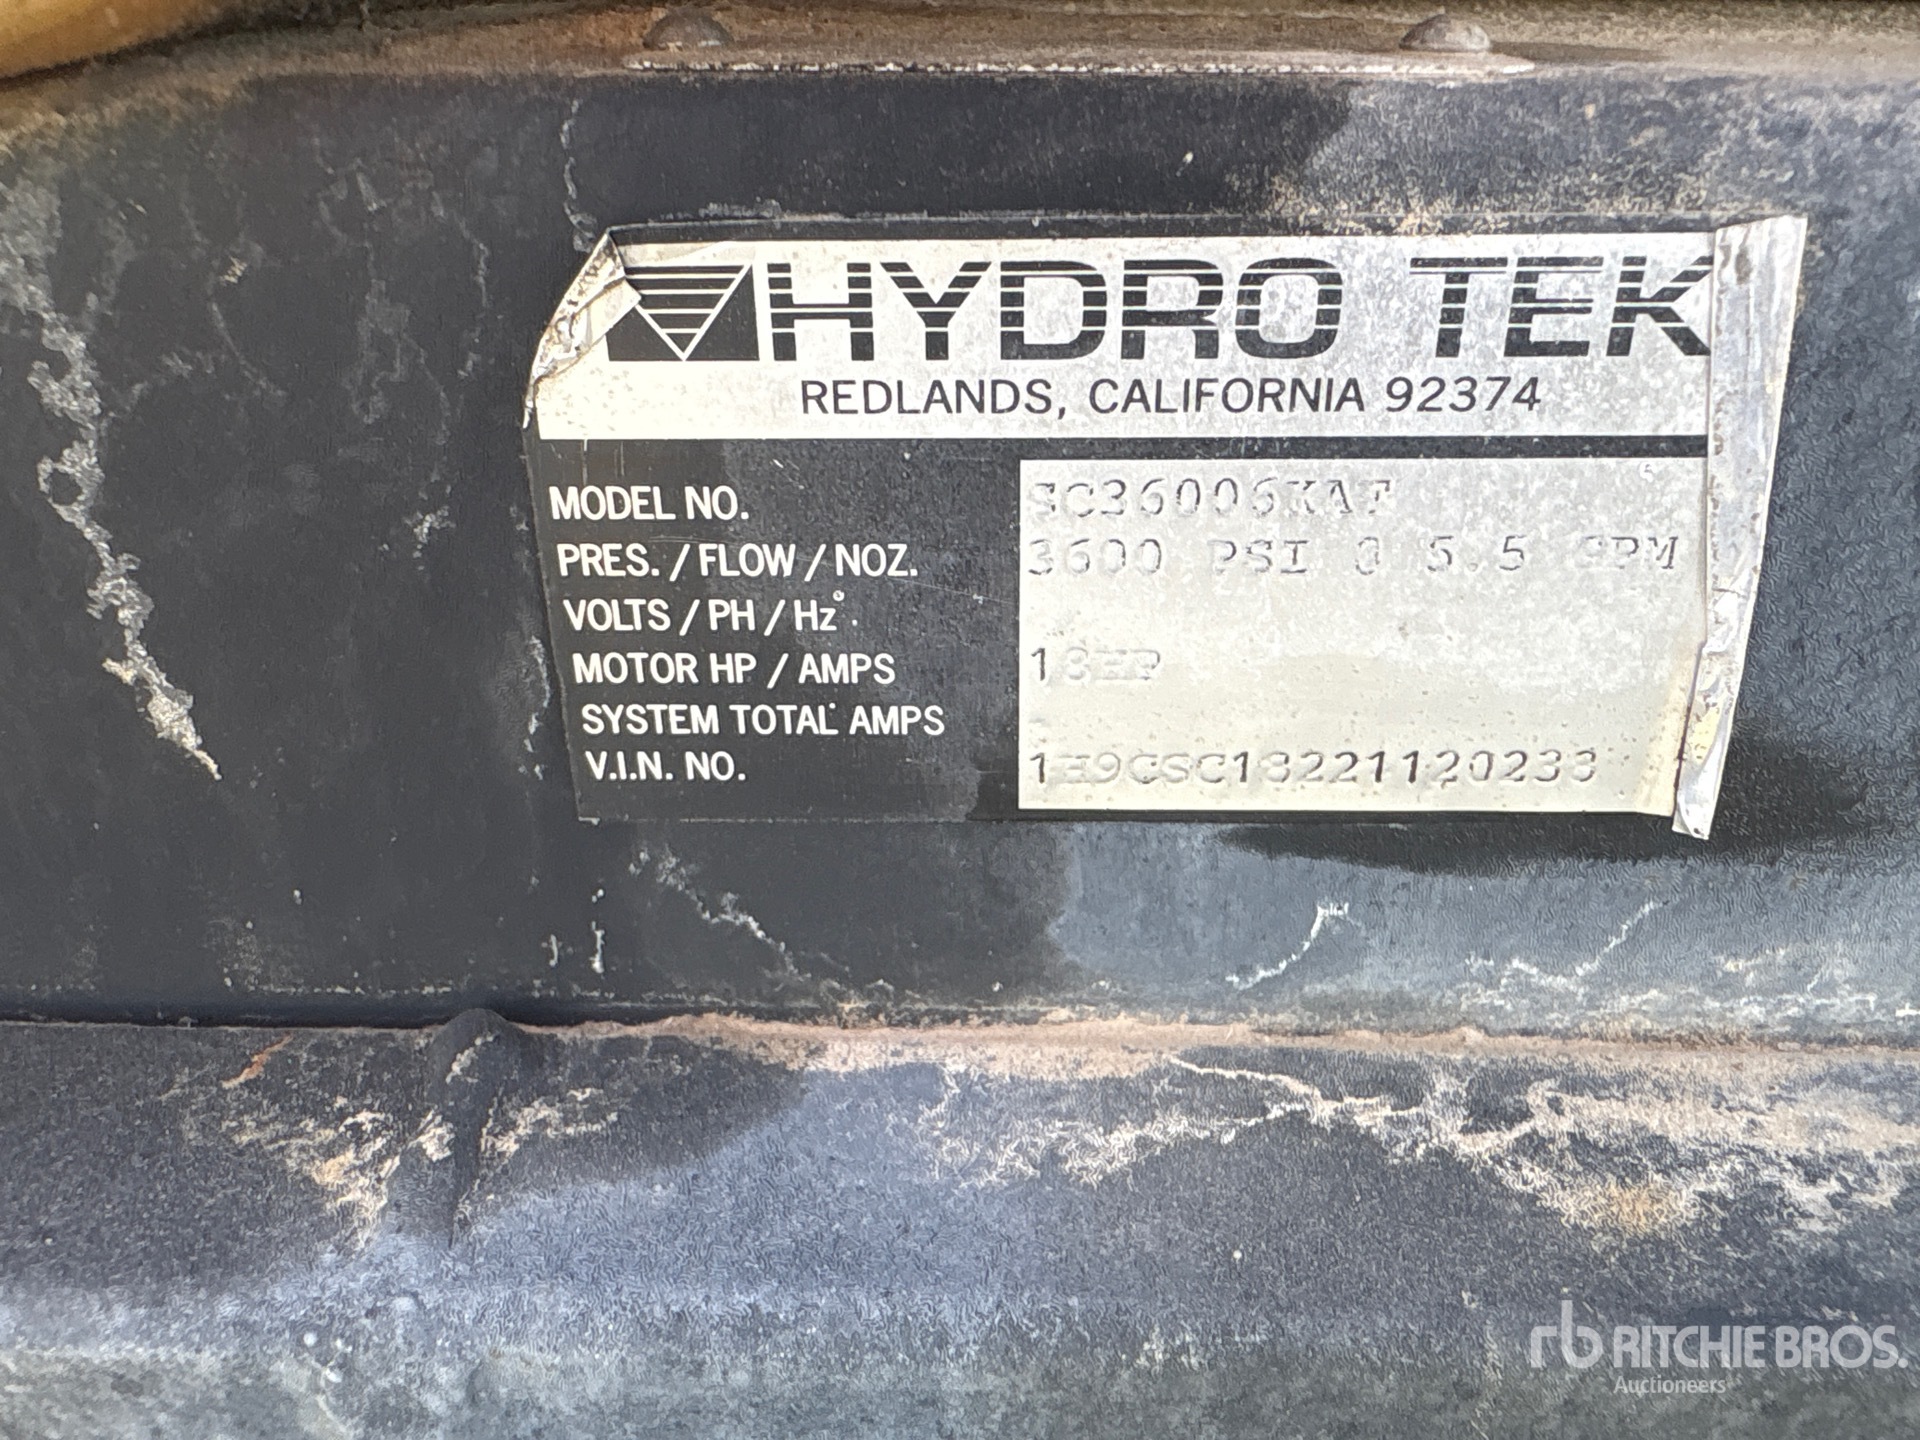 HYDRO TEK
REDLANDS, CALIFORNIA 92374
MODEL NO. SC36006KAF
PRES. / FLOW / NOZ. 3600 PSI @ 5.5 GPM
VOLTS / PH / Hz
MOTOR HP / AMPS 18HP
SYSTEM TOTAL AMPS
V.I.N. NO.
rb RITCHIE BROS.
Auctioneers